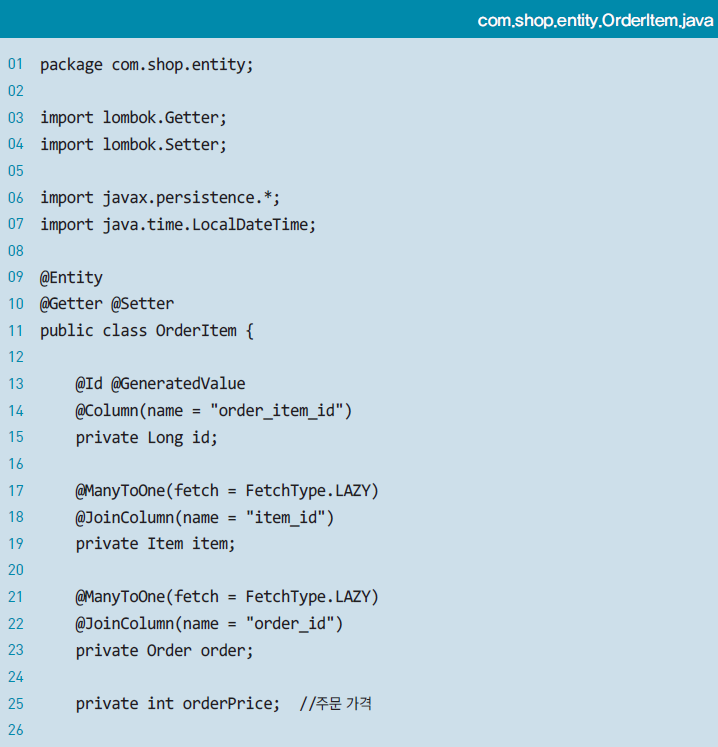 com.shop.entity.OrderItem.java
01 package com.shop.entity;
02
03 import lombok.Getter;
04 import lombok.Setter;
05
06 import javax.persistence.*;
07 import java.time.LocalDateTime;
08
09 @Entity
10 @Getter @Setter
11 public class OrderItem {
12
13 @Id @GeneratedValue
14 @Column(name = "order_item_id")
15 private Long id;
16
17 @ManyToOne(fetch = FetchType.LAZY)
18 @JoinColumn(name = "item_id")
19 private Item item;
20
21 @ManyToOne(fetch = FetchType.LAZY)
22 @JoinColumn(name = "order_id")
23 private Order order;
24
25 private int orderPrice; //주문 가격
26